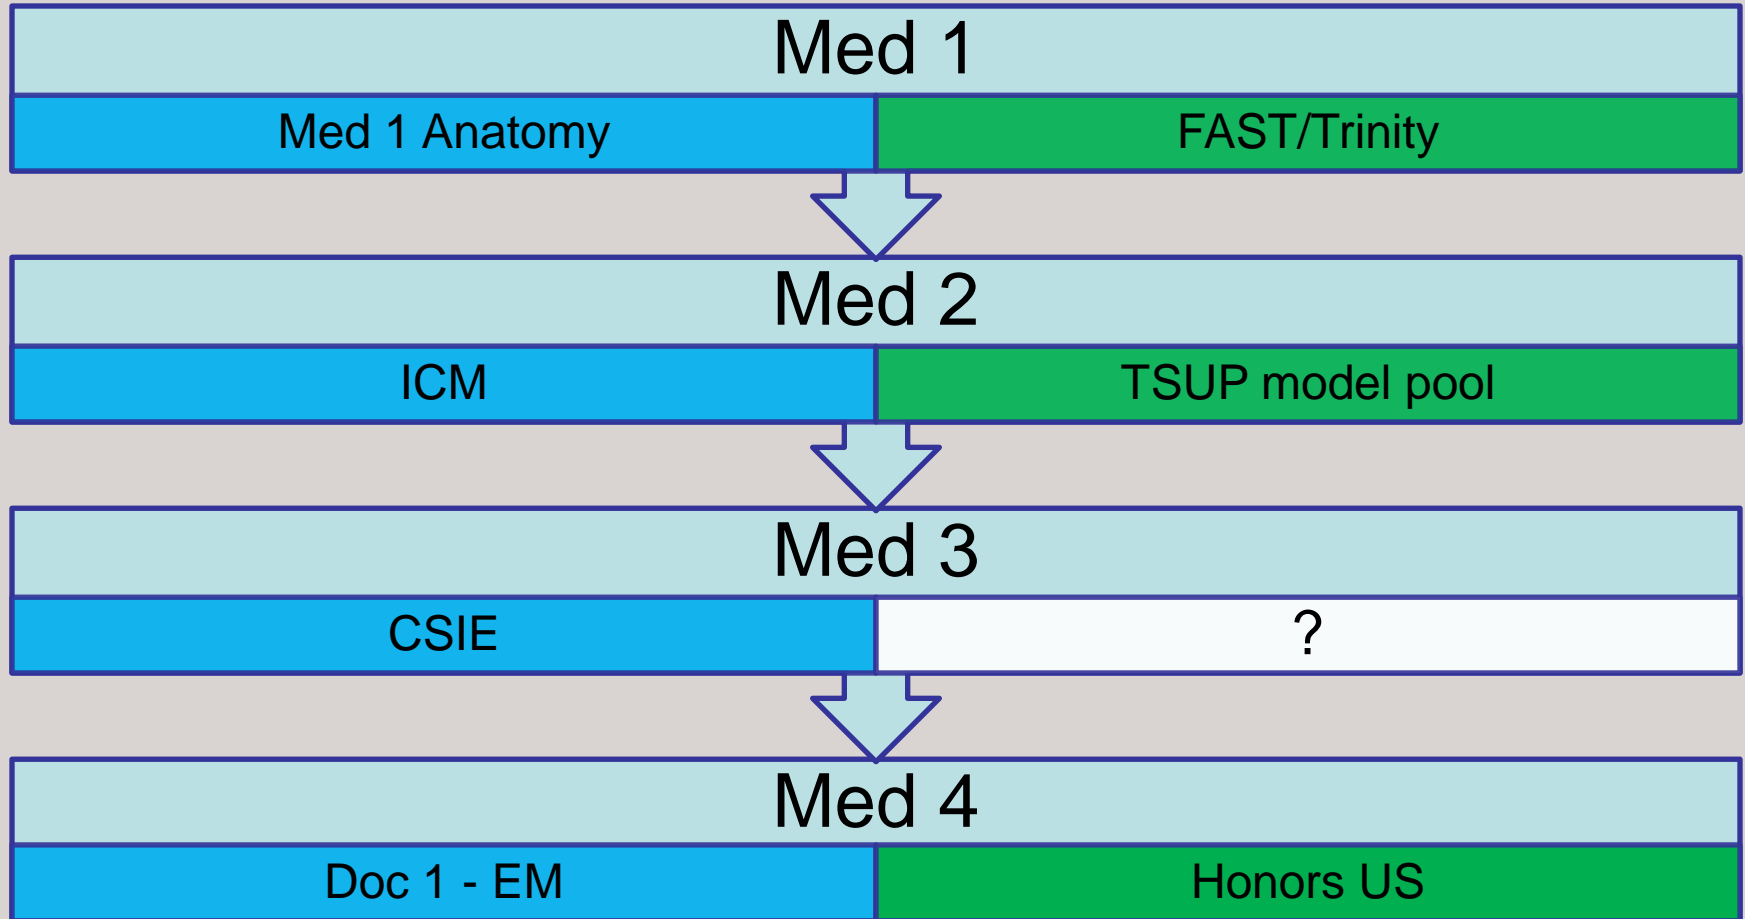 Med 1
Med 1 Anatomy
FAST/Trinity
Med 2
ICM
TSUP model pool
Med 3
CSIE
?
Med 4
Doc 1 - EM
Honors US